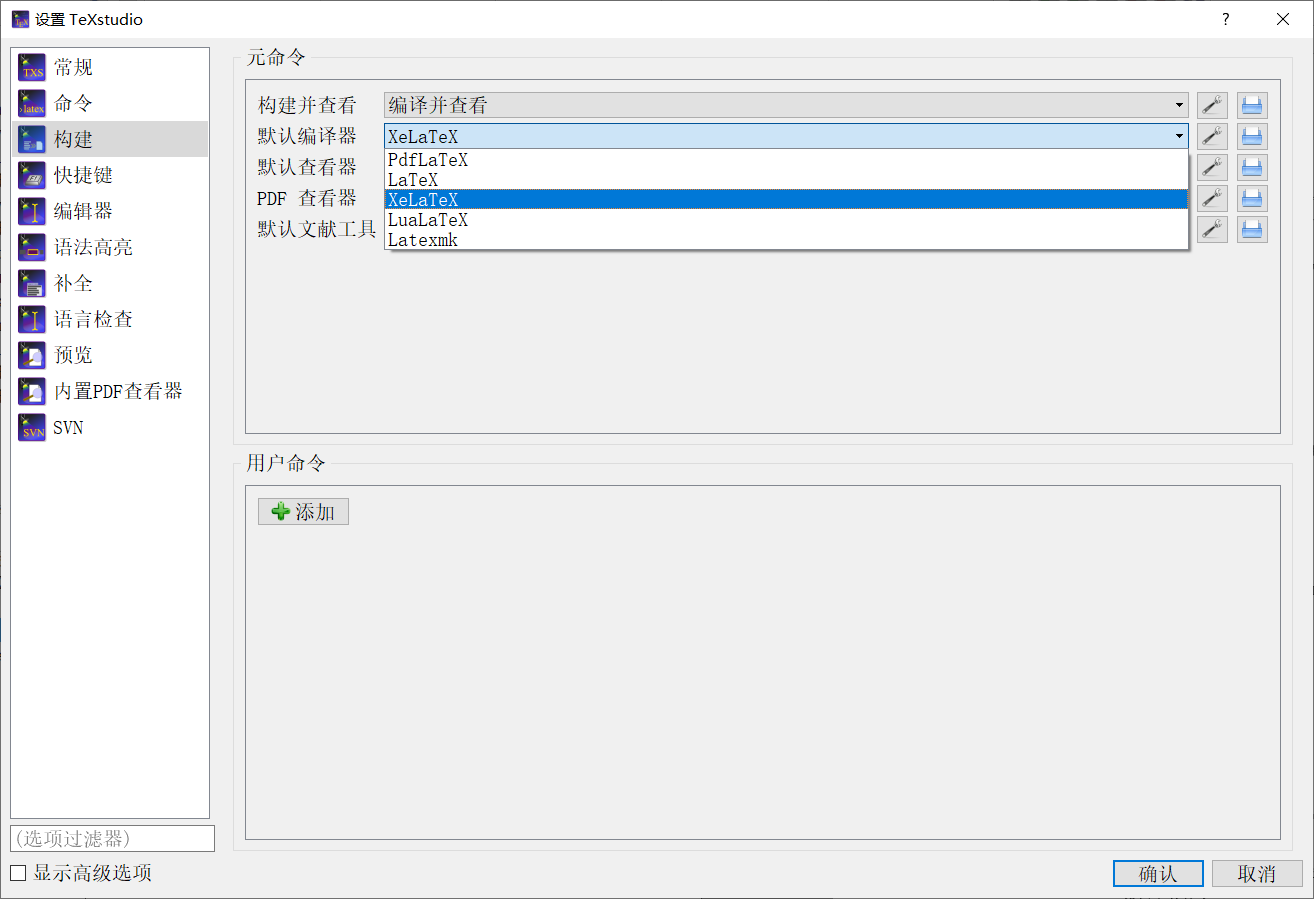 设置 TeXstudio
常规
命令
构建
快捷键
编辑器
语法高亮
补全
语言检查
预览
内置PDF查看器
SVN
(选项过滤器)
显示高级选项
元命令
构建并查看 编译并查看
默认编译器 XeLaTeX
默认查看器
PDF 查看器
默认文献工具
PdfLaTeX
LaTeX
XeLaTeX
LuaLaTeX
Latexmk
用户命令
添加
确认 取消